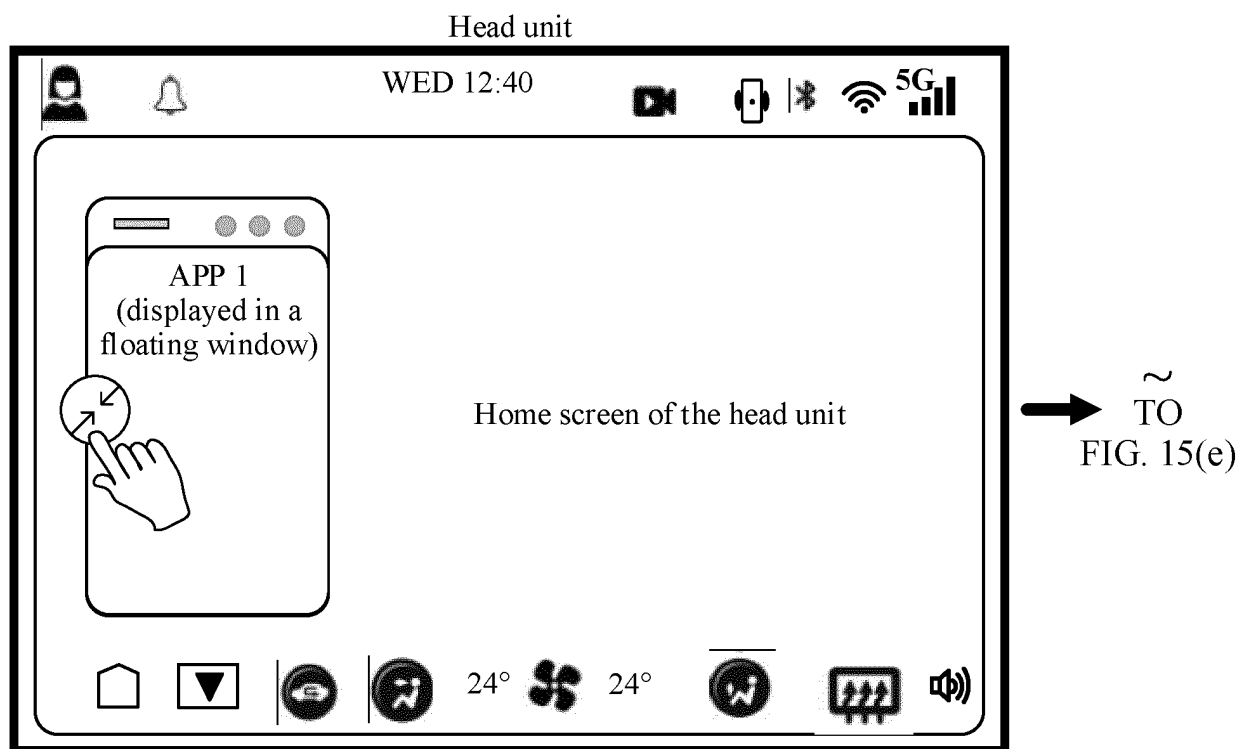 Head unit
WED 12:40
5G
APP 1
(displayed in a
floating window)
Home screen of the head unit
~
TO
FIG. 15(e)
24°
24°